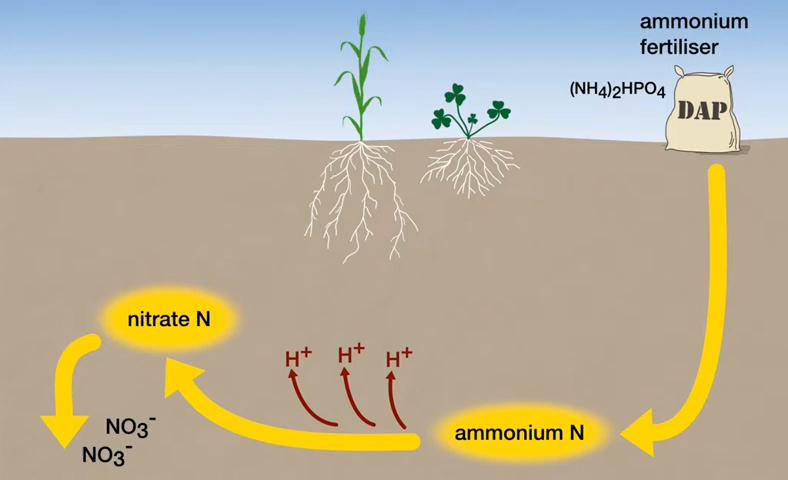 ammonium
fertiliser
(NH4)2HPO4
DAP
nitrate N
H+
H+
H+
NO3-
NO3-
ammonium N